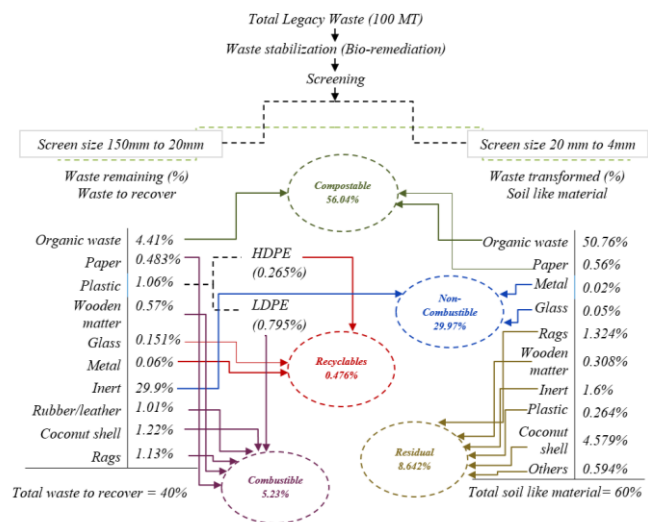 Total Legacy Waste (100 MT)
Waste stabilization (Bio-remediation)
Screening
Screen size 150mm to 20mm
Screen size 20 mm to 4mm
Waste remaining (%)
Waste to recover
Waste transformed (%)
Soil like material
Compostable
56.04%
Organic waste 4.41%
Paper 0.483%
Plastic 1.06%
Wooden
matter 0.57%
Glass 0.151%
Metal 0.06%
Inert 29.9%
Rubber/leather 1.01%
Coconut shell 1.22%
Rags 1.13%
Total waste to recover = 40%
HDPE
(0.265%)
LDPE
(0.795%)
Non-
Combustible
29.97%
Recyclables
0.476%
Combustible
5.23%
Residual
8.642%
Organic waste 50.76%
Paper 0.56%
Metal 0.02%
Glass 0.05%
Rags 1.324%
Wooden
matter 0.308%
Inert 1.6%
Plastic 0.264%
Coconut
shell 4.579%
Others 0.594%
Total soil like material= 60%